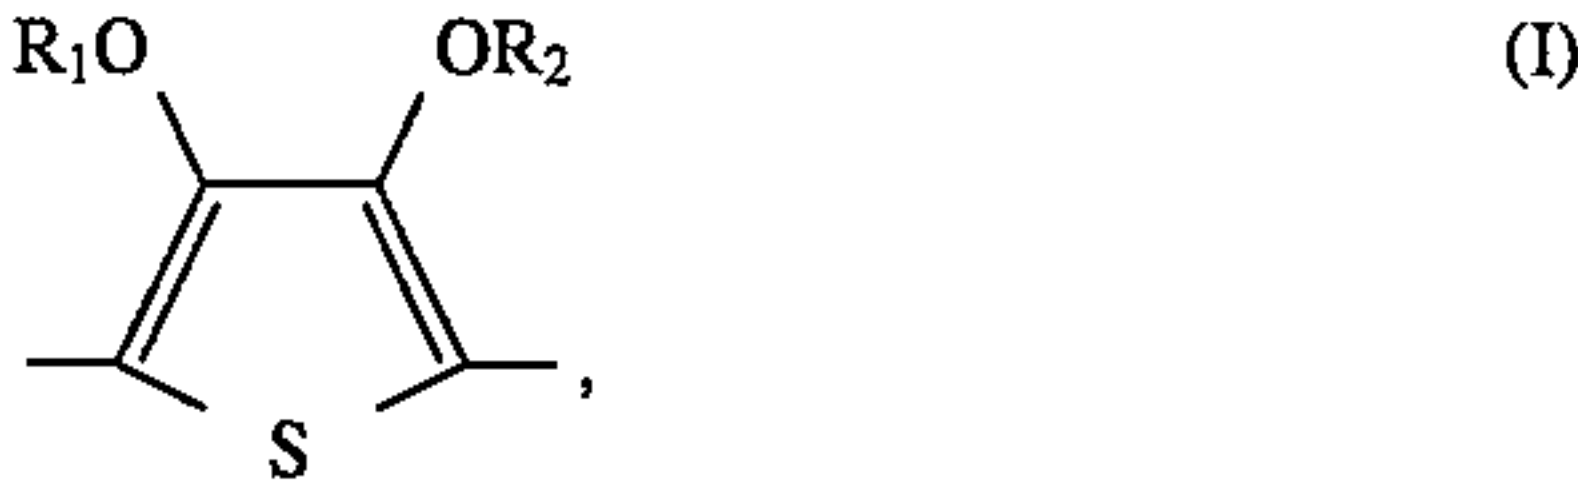 R₁O OR₂ (I)
,
S